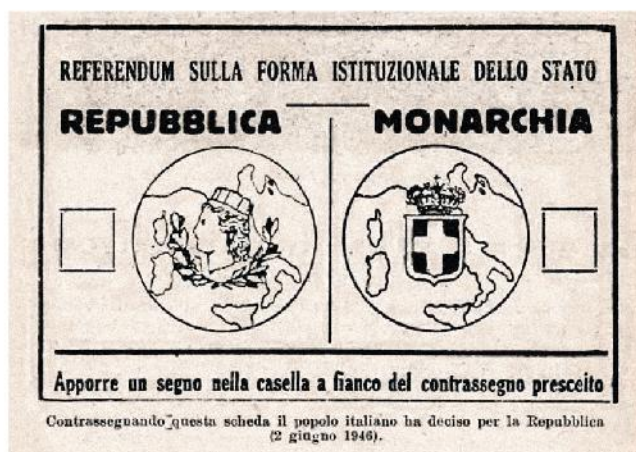 REFERENDUM SULLA FORMA ISTITUZIONALE DELLO STATO
REPUBBLICA
MONARCHIA
Apporre un segno nella casella a fianco del contrassegno prescelto
Contrassegnando questa scheda il popolo italiano ha deciso per la Repubblica
(2 giugno 1946).